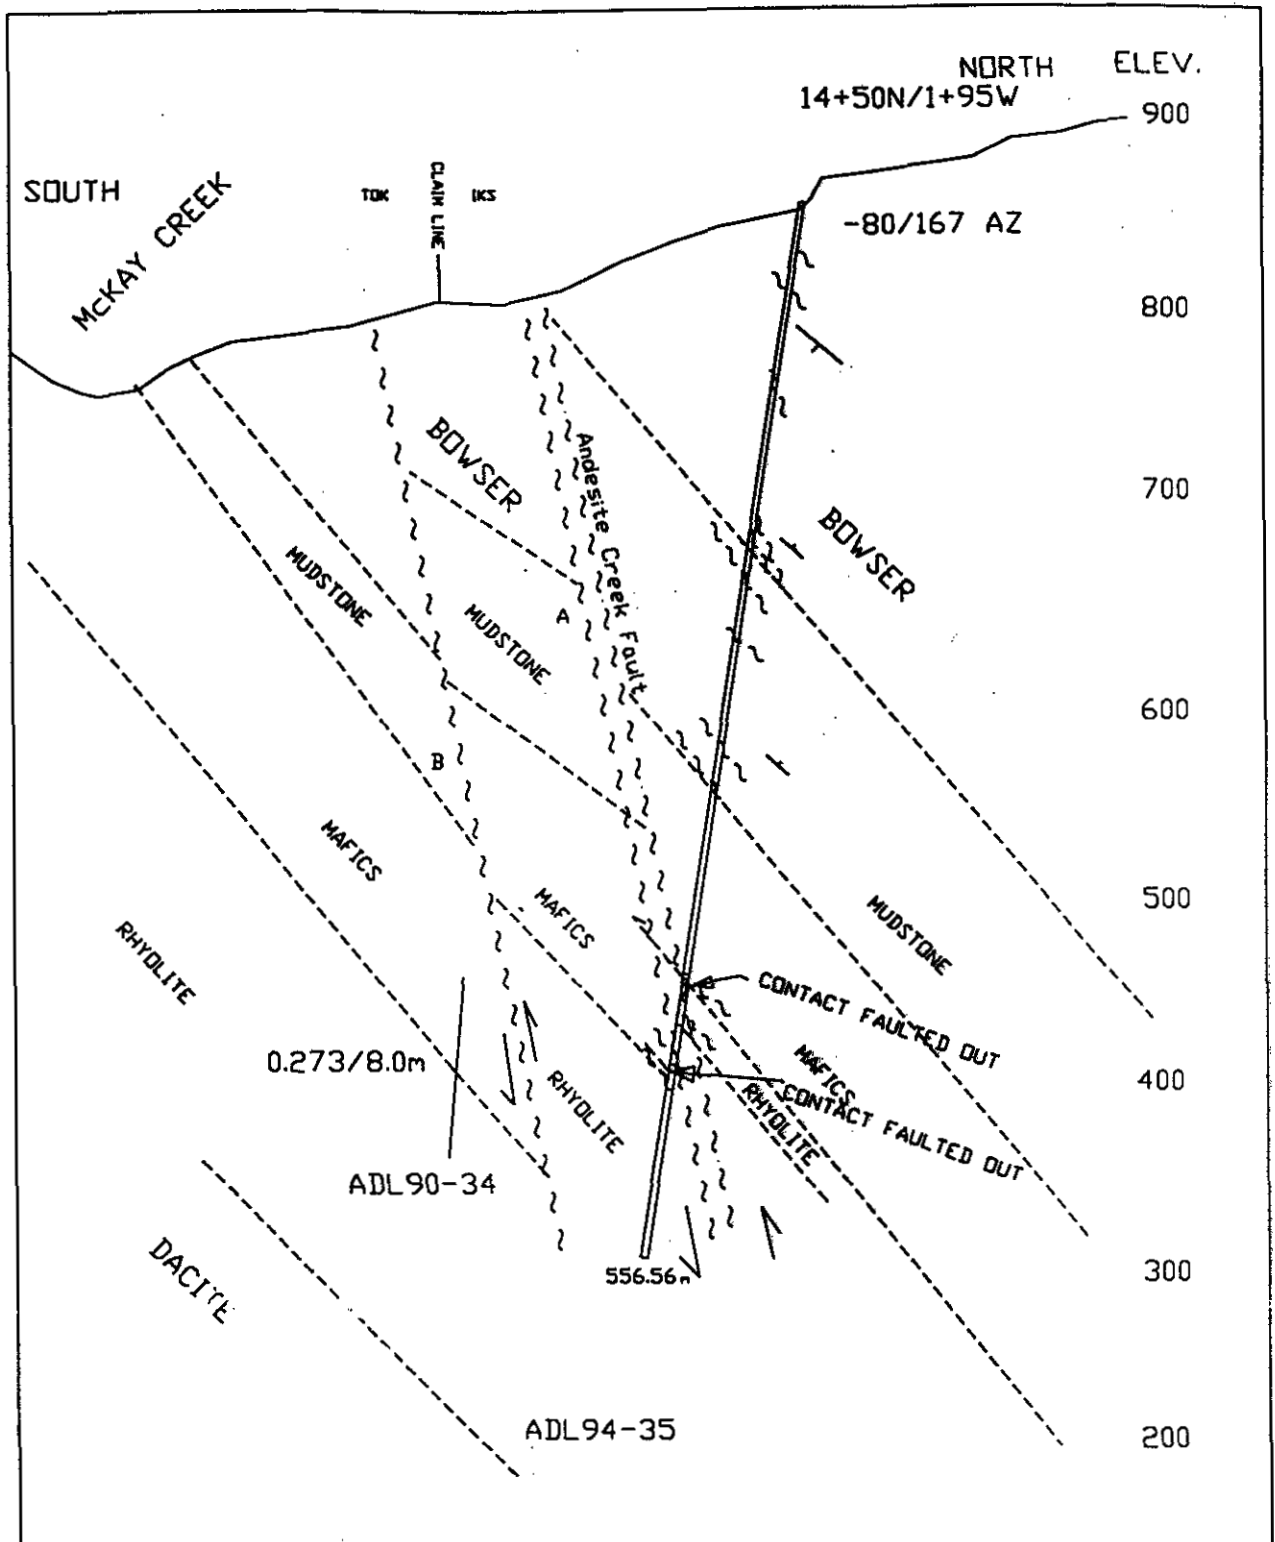 NORTH ELEV.
14+50N/1+95W
900
SOUTH
McKAY CREEK
TOK
CLAIM LINE
IKS
-80/167 AZ
800
BOWSER
Andesite Creek Fault
700
BOWSER
MUDSTONE
MUDSTONE
A
600
B
MAFICS
MAFICS
500
MUDSTONE
RHYOLITE
CONTACT FAULTED OUT
0.273/8.0m
RHYOLITE
MAFICS
400
CONTACT FAULTED OUT
RHYOLITE
ADL90-34
DACITE
556.56m
300
ADL94-35
200